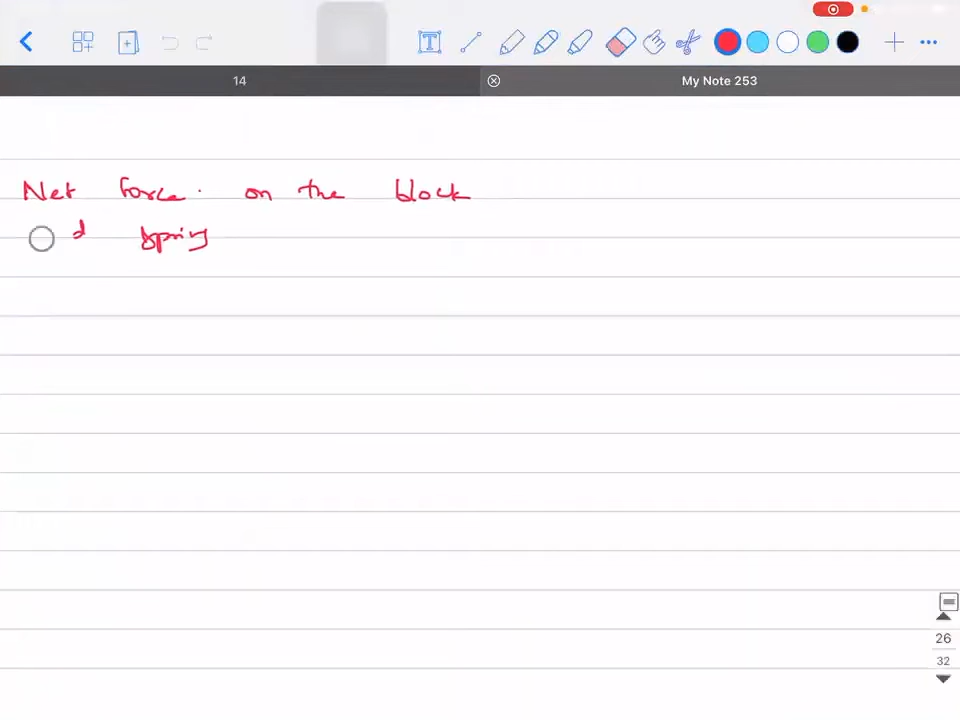 14
My Note 253
Net force. on the block
d spring
26
32